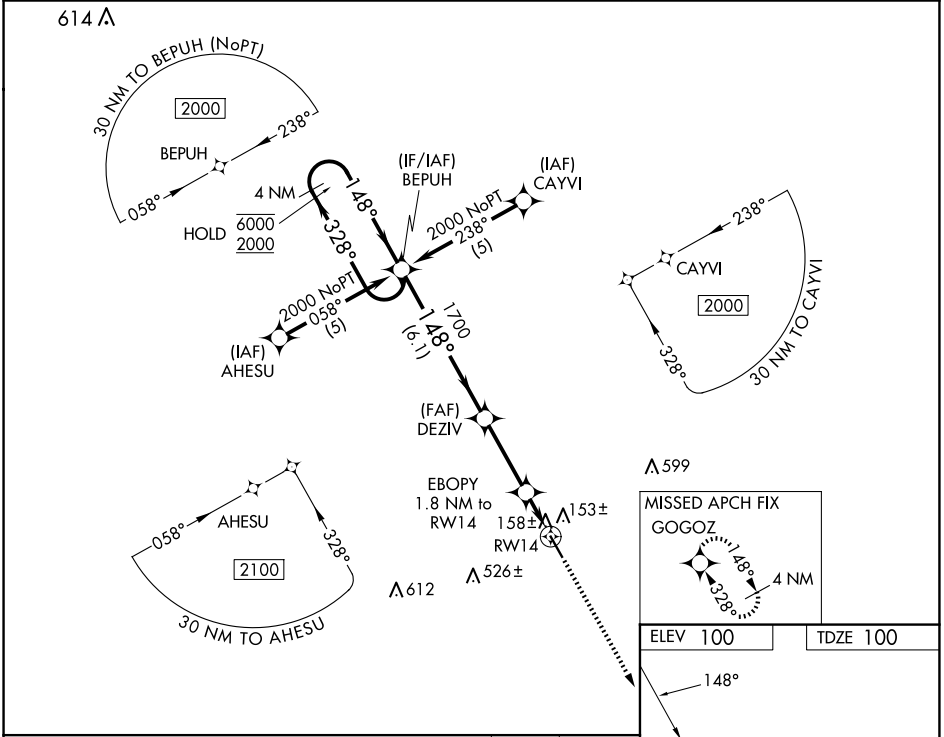 614
30 NM TO BEPUH (NoPT)
2000
238°
BEPUH
058°
(IF/IAF)
BEPUH
(IAF)
CAYVI
4 NM
148°
HOLD
6000
2000
328°
2000 NoPT
238°
(5)
238°
CAYVI
2000
328°
30 NM TO CAYVI
2000 NoPT
058°
(5)
(IAF)
AHESU
1700
148°
(6.1)
(FAF)
DEZIV
599
EBOPY
1.8 NM to
RW14
158±
153±
RW14
058°
AHESU
328°
2100
30 NM TO AHESU
612
526±
MISSED APCH FIX
GOGOZ
148°
328°
4 NM
ELEV 100
TDZE 100
148°